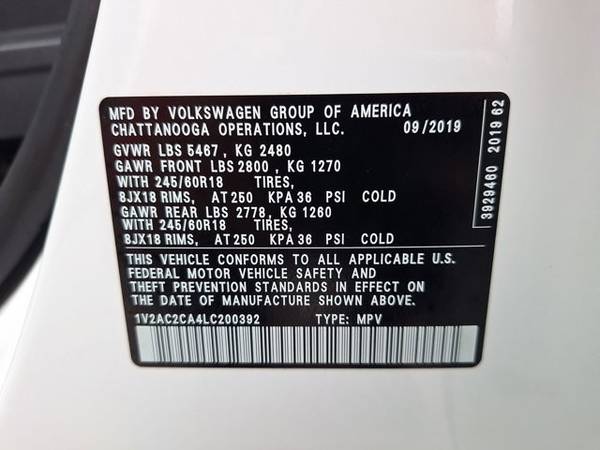 MFD BY VOLKSWAGEN GROUP OF AMERICA
CHATTANOOGA OPERATIONS, LLC. 09/2019
GVWR LBS 5467, KG 2480
GAWR FRONT LBS 2800, KG 1270
WITH 245/60R18 TIRES,
8JX18 RIMS, AT 250 KPA 36 PSI COLD
GAWR REAR LBS 2778, KG 1260
WITH 245/60R18 TIRES,
8JX18 RIMS, AT 250 KPA 36 PSI COLD
THIS VEHICLE CONFORMS TO ALL APPLICABLE U.S.
FEDERAL MOTOR VEHICLE SAFETY AND
THEFT PREVENTION STANDARDS IN EFFECT ON
THE DATE OF MANUFACTURE SHOWN ABOVE.
1V2AC2CA4LC200392 TYPE: MPV
3929460 2019 62